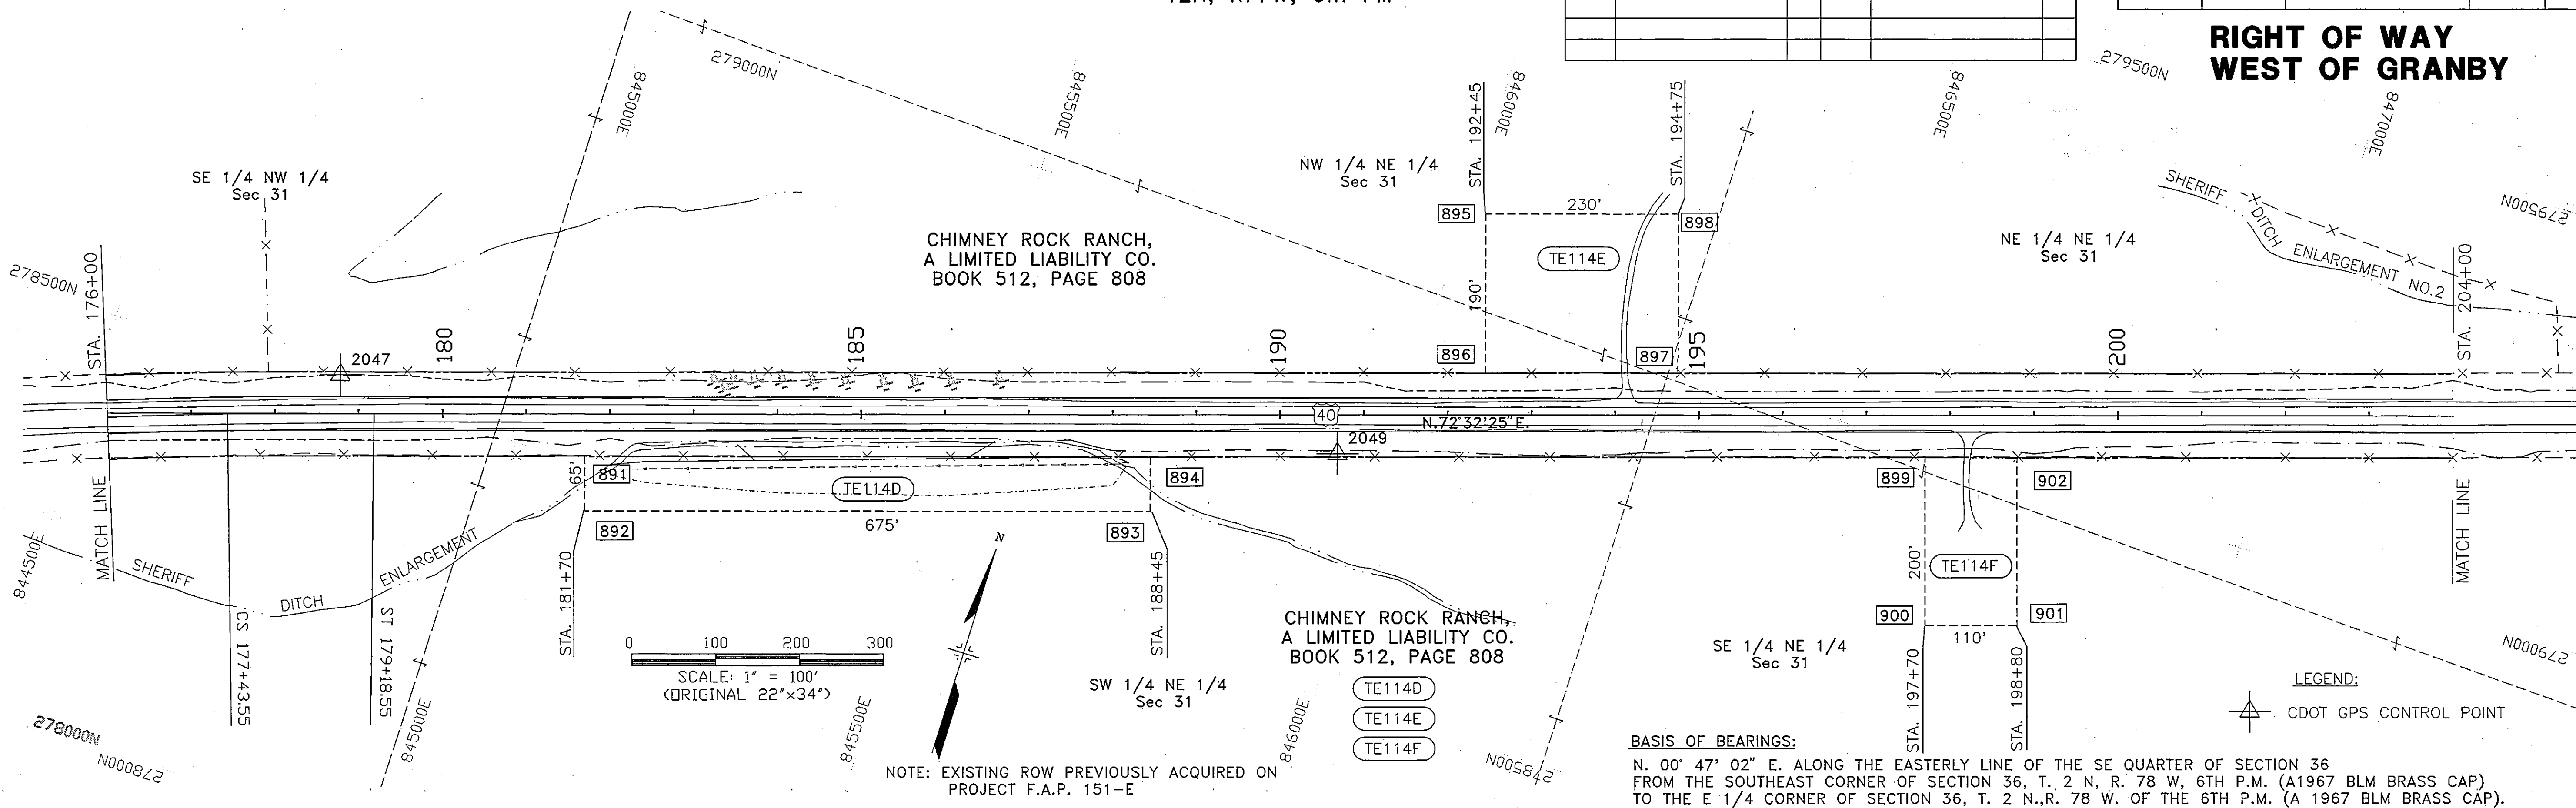 RIGHT OF WAY
WEST OF GRANBY
279000N
845000E
845500E
846000E
846500E
279500N
847000E
SE 1/4 NW 1/4
Sec 31
NW 1/4 NE 1/4
Sec 31
STA. 192+45
STA. 194+75
NE 1/4 NE 1/4
Sec 31
SHERIFF
DITCH
ENLARGEMENT
NO.2
279500N
895
230'
898
TE114E
190'
CHIMNEY ROCK RANCH,
A LIMITED LIABILITY CO.
BOOK 512, PAGE 808
278500N
STA. 176+00
STA. 204+00
2047
180
185
190
896
897
195
200
40
N.72°32'25"E.
2049
891
65'
TE114D
894
899
902
892
675'
893
844500E
MATCH LINE
SHERIFF
DITCH
ENLARGEMENT
CS 177+43.55
ST 179+18.55
STA. 181+70
STA. 188+45
N
200'
TE114F
MATCH LINE
900
901
110'
0 100 200 300
SCALE: 1" = 100'
(ORIGINAL 22"x34")
CHIMNEY ROCK RANCH,
A LIMITED LIABILITY CO.
BOOK 512, PAGE 808
TE114D
TE114E
TE114F
SW 1/4 NE 1/4
Sec 31
SE 1/4 NE 1/4
Sec 31
STA. 197+70
STA. 198+80
279000N
LEGEND:
CDOT GPS CONTROL POINT
278000N
278000N
845000E
845500E
846000E
278500N
NOTE: EXISTING ROW PREVIOUSLY ACQUIRED ON
PROJECT F.A.P. 151-E
BASIS OF BEARINGS:
N. 00° 47' 02" E. ALONG THE EASTERLY LINE OF THE SE QUARTER OF SECTION 36
FROM THE SOUTHEAST CORNER OF SECTION 36, T. 2 N, R. 78 W, 6TH P.M. (A1967 BLM BRASS CAP)
TO THE E 1/4 CORNER OF SECTION 36, T. 2 N.,R. 78 W. OF THE 6TH P.M. (A 1967 BLM BRASS CAP).